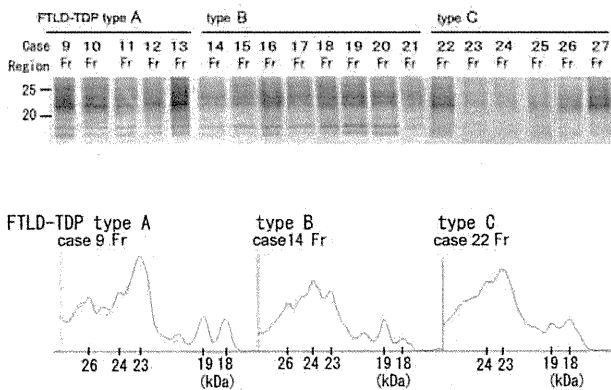 FTLD-TDP type A type B type C
Case 9 10 11 12 13 14 15 16 17 18 19 20 21 22 23 24 25 26 27
Region Fr Fr Fr Fr Fr Fr Fr Fr Fr Fr Fr Fr Fr Fr Fr Fr Fr Fr Fr
25
20
FTLD-TDP type A type B type C
case 9 Fr case14 Fr case 22 Fr
26 24 23 19 18 26 24 23 19 18 24 23 19 18
(kDa) (kDa) (kDa)